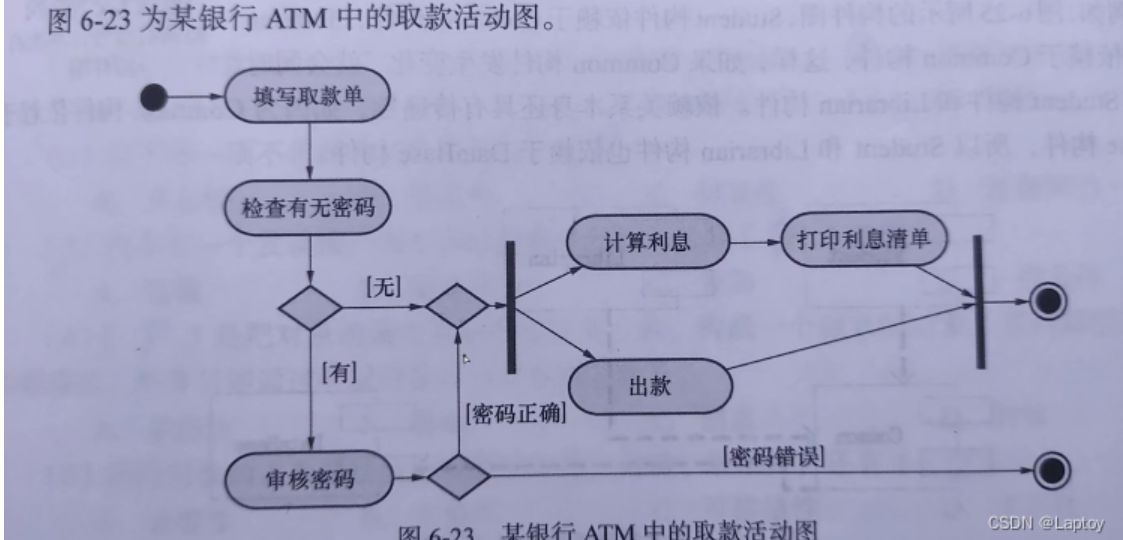 图 6-23 为某银行 ATM 中的取款活动图。
填写取款单
检查有无密码
[无]
计算利息
打印利息清单
[有]
出款
[密码正确]
[密码错误]
审核密码
图 6-23 某银行 ATM 中的取款活动图
CSDN @Laptoy